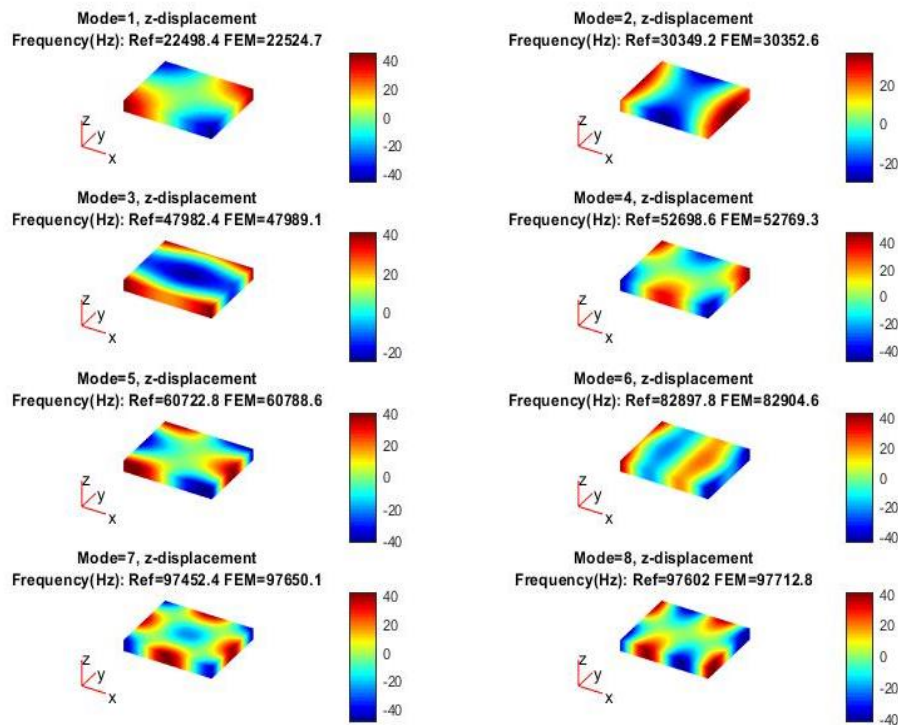 Mode=1, z-displacement
Frequency(Hz): Ref=22498.4 FEM=22524.7
40
20
0
-20
-40
z
y
x
Mode=2, z-displacement
Frequency(Hz): Ref=30349.2 FEM=30352.6
20
0
-20
z
y
x
Mode=3, z-displacement
Frequency(Hz): Ref=47982.4 FEM=47989.1
40
20
0
-20
z
y
x
Mode=4, z-displacement
Frequency(Hz): Ref=52698.6 FEM=52769.3
40
20
0
-20
-40
z
y
x
Mode=5, z-displacement
Frequency(Hz): Ref=60722.8 FEM=60788.6
40
20
0
-20
-40
z
y
x
Mode=6, z-displacement
Frequency(Hz): Ref=82897.8 FEM=82904.6
40
20
0
-20
-40
z
y
x
Mode=7, z-displacement
Frequency(Hz): Ref=97452.4 FEM=97650.1
40
20
0
-20
-40
z
y
x
Mode=8, z-displacement
Frequency(Hz): Ref=97602 FEM=97712.8
40
20
0
-20
-40
z
y
x